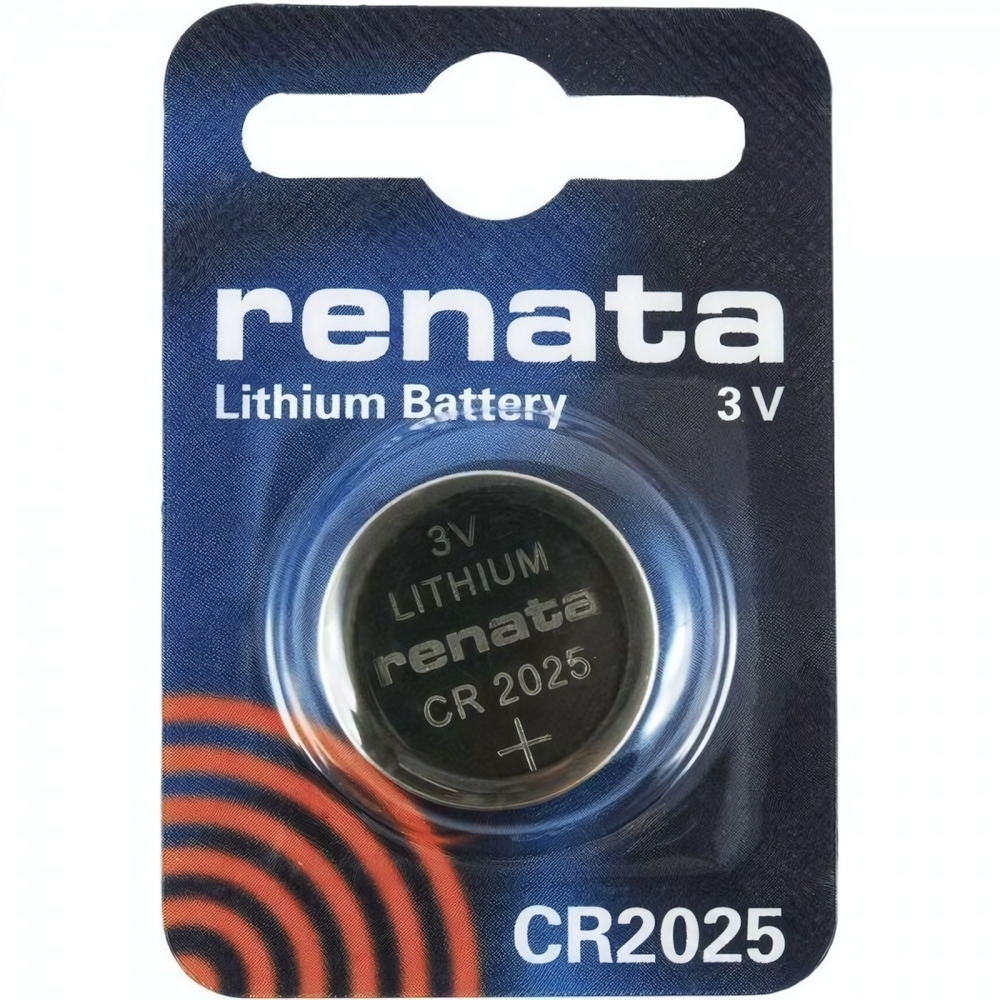 renata
Lithium Battery 3 V
3V
LITHIUM
renata
CR 2025
+
CR2025